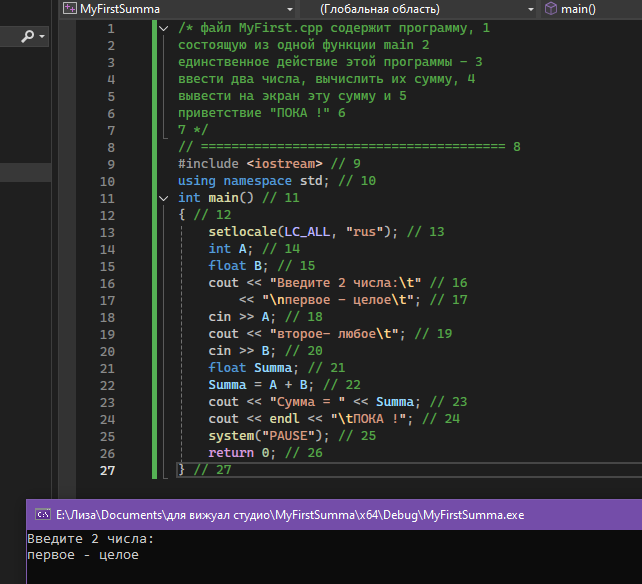 MyFirstSumma (Глобальная область) main()
1 /* файл MyFirst.cpp содержит программу, 1
2 состоящую из одной функции main 2
3 единственное действие этой программы - 3
4 ввести два числа, вычислить их сумму, 4
5 вывести на экран эту сумму и 5
6 приветствие "ПОКА !" 6
7 7 */
8 // ======================================== 8
9 #include <iostream> // 9
10 using namespace std; // 10
11 int main() // 11
12 { // 12
13 setlocale(LC_ALL, "rus"); // 13
14 int A; // 14
15 float B; // 15
16 cout << "Введите 2 числа:\t" // 16
17 << "\nпервое - целое\t"; // 17
18 cin >> A; // 18
19 cout << "второе- любое\t"; // 19
20 cin >> B; // 20
21 float Summa; // 21
22 Summa = A + B; // 22
23 cout << "Сумма = " << Summa; // 23
24 cout << endl << "\tПОКА !"; // 24
25 system("PAUSE"); // 25
26 return 0; // 26
27 } // 27
E:\Лиза\Documents\для вижуал студио\MyFirstSumma\x64\Debug\MyFirstSumma.exe
Введите 2 числа:
первое - целое